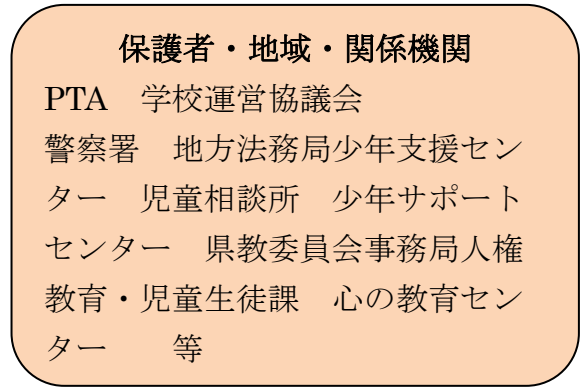 保護者・地域・関係機関
PTA　学校運営協議会
警察署　地方法務局少年支援セン
ター　児童相談所　少年サポート
センター　県教委員会事務局人権
教育・児童生徒課　心の教育セン
ター　　等